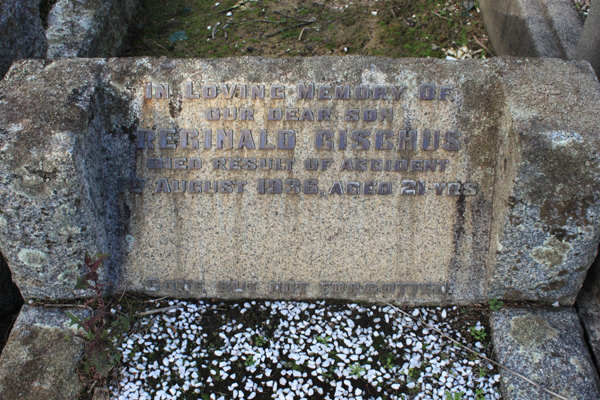 IN LOVING MEMORY OF
OUR DEAR SON
REGINALD GISCHUS
DIED RESULT OF ACCIDENT
AUGUST 1936, AGED 21 YRS
GONE BUT NOT FORGOTTEN